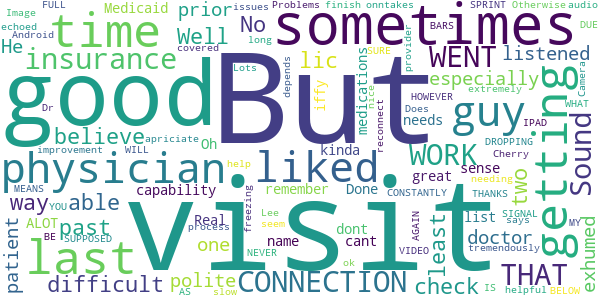 FULL Medicaid issues
Image echoed
Android
prior
time
sometimes
Problems finish onntakes
SPRINT Otherwise audio
BARS
SURE
DUE
No
Well
He
insurance
covered
long
Lots
depends
iffy
lic
medications
nice
provider
reconnect
WENT
listened
especially
HOWEVER
extremely
WHAT
Camera
good
But
guy
getting
Sound
Dr
believe
apriciate
Oh
improvement WILL
kinda
Does
needs
IPAD
DROPPING Cherry
physician
liked
WORK
MEANS YOU
help
needing
CONSTANTLY THANKS
way
able
capability
remember
Done
great
sense
two
exhumed
ALOT
past
Real
process
freezing
Lee
seem
dont
cant
AGAIN
least
list
SIGNAL
says
MY
BE
SUPPOSED
one
name
NEVER
VIDEO
doctor
tremendously
patient
last
visit
difficult
polite
AS
slow
CONNECTION
ok
check
IS
THAT
helpful BELOW